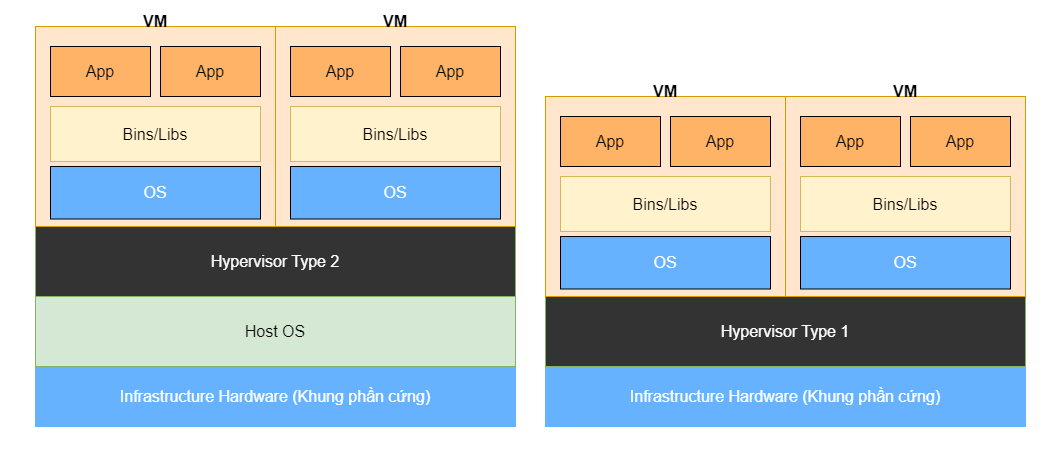 VM
VM
App
App
App
App
Bins/Libs
Bins/Libs
OS
OS
Hypervisor Type 2
Host OS
Infrastructure Hardware (Khung phần cứng)
VM
VM
App
App
App
App
Bins/Libs
Bins/Libs
OS
OS
Hypervisor Type 1
Infrastructure Hardware (Khung phần cứng)